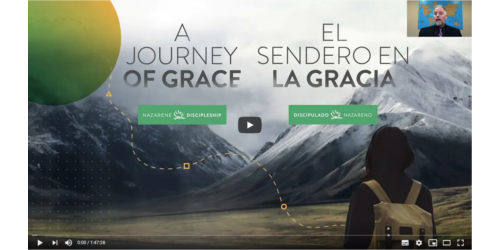 A
JOURNEY
OF GRACE
EL
SENDERO EN
LA GRACIA
NAZARENE DISCIPLESHIP
DISCIPULADO NAZARENO
0:00 / 1:47:28